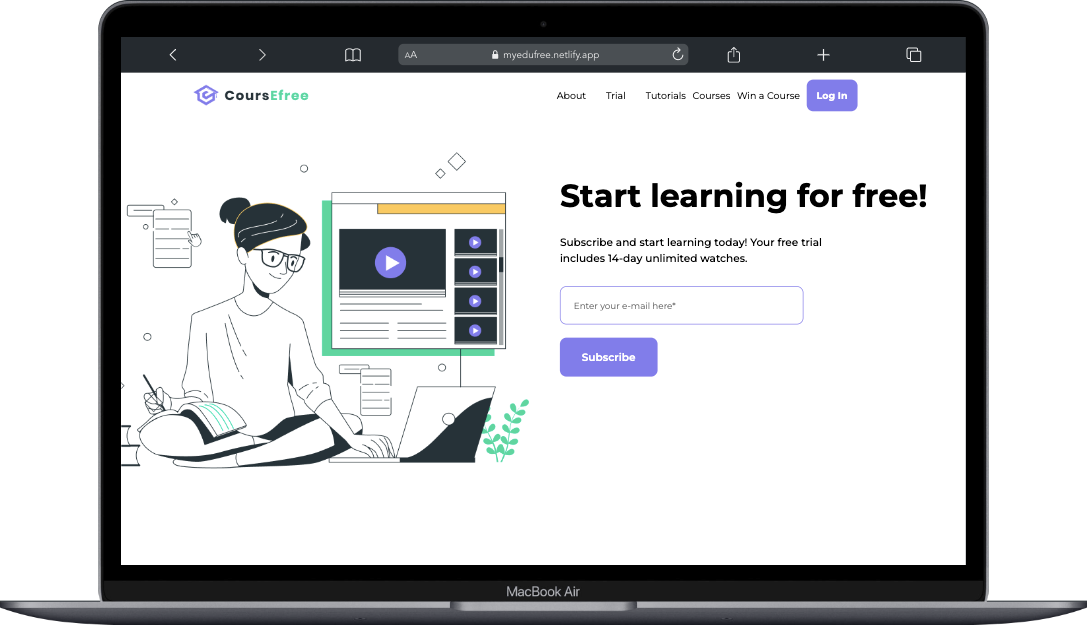 AA myedufree.netlify.app
CoursEfree
About Trial Tutorials Courses Win a Course Log In
Start learning for free!
Subscribe and start learning today! Your free trial
includes 14-day unlimited watches.
Enter your e-mail here*
Subscribe
MacBook Air